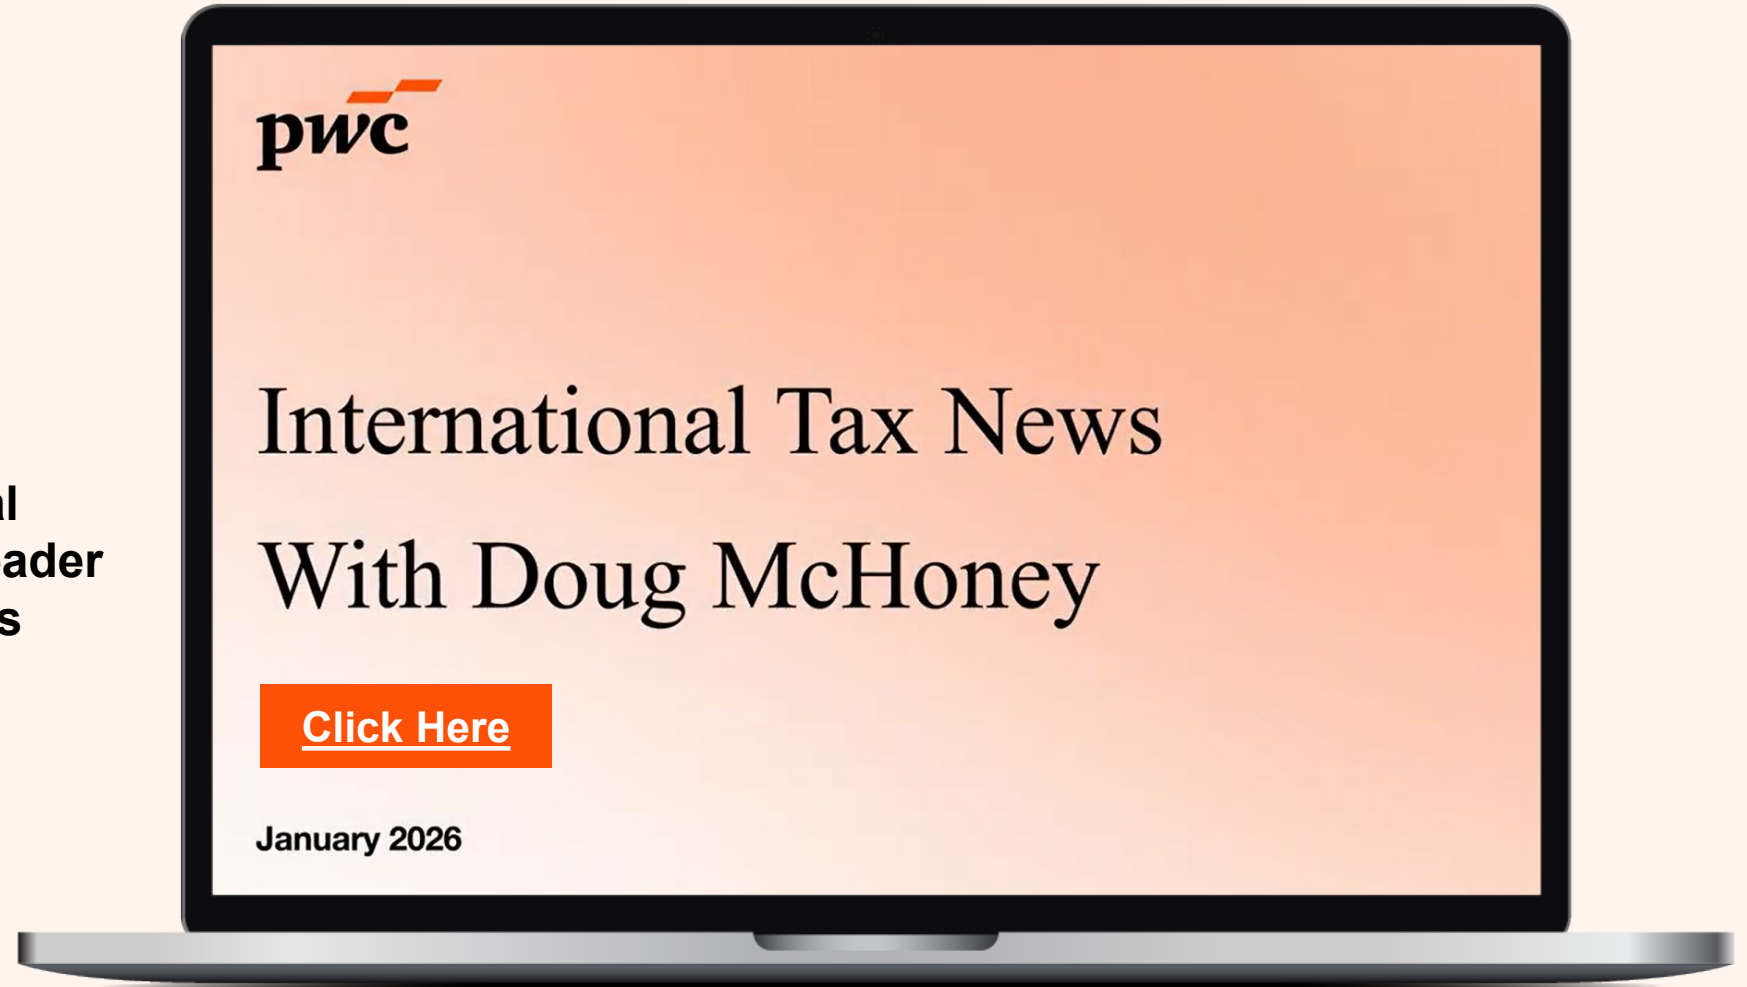 pwc
International Tax News
With Doug McHoney
Click Here
January 2026